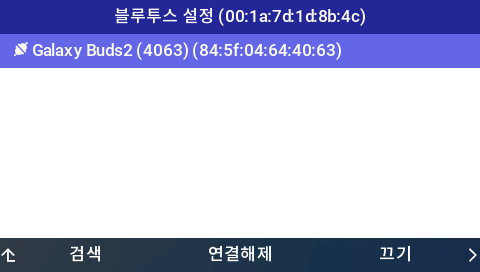 블루투스 설정 (00:1a:7d:1d:8b:4c)
Galaxy Buds2 (4063) (84:5f:04:64:40:63)
검색 연결해제 끄기